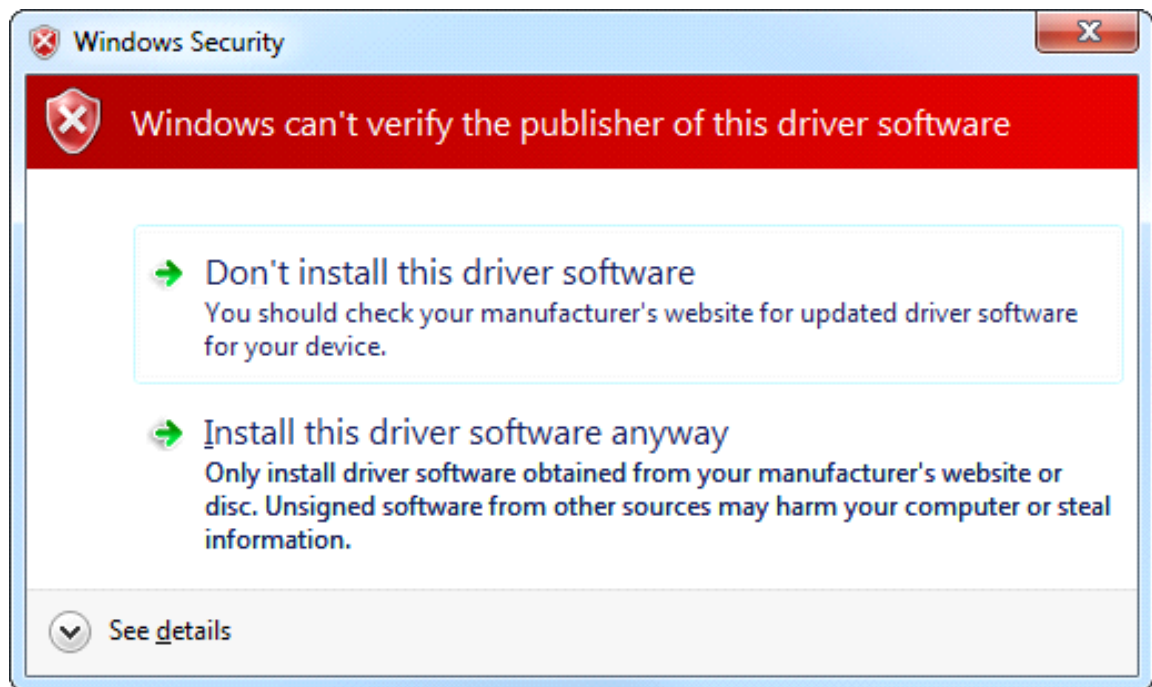 Windows Security
Windows can't verify the publisher of this driver software
Don't install this driver software
You should check your manufacturer's website for updated driver software
for your device.
Install this driver software anyway
Only install driver software obtained from your manufacturer's website or
disc. Unsigned software from other sources may harm your computer or steal
information.
See details